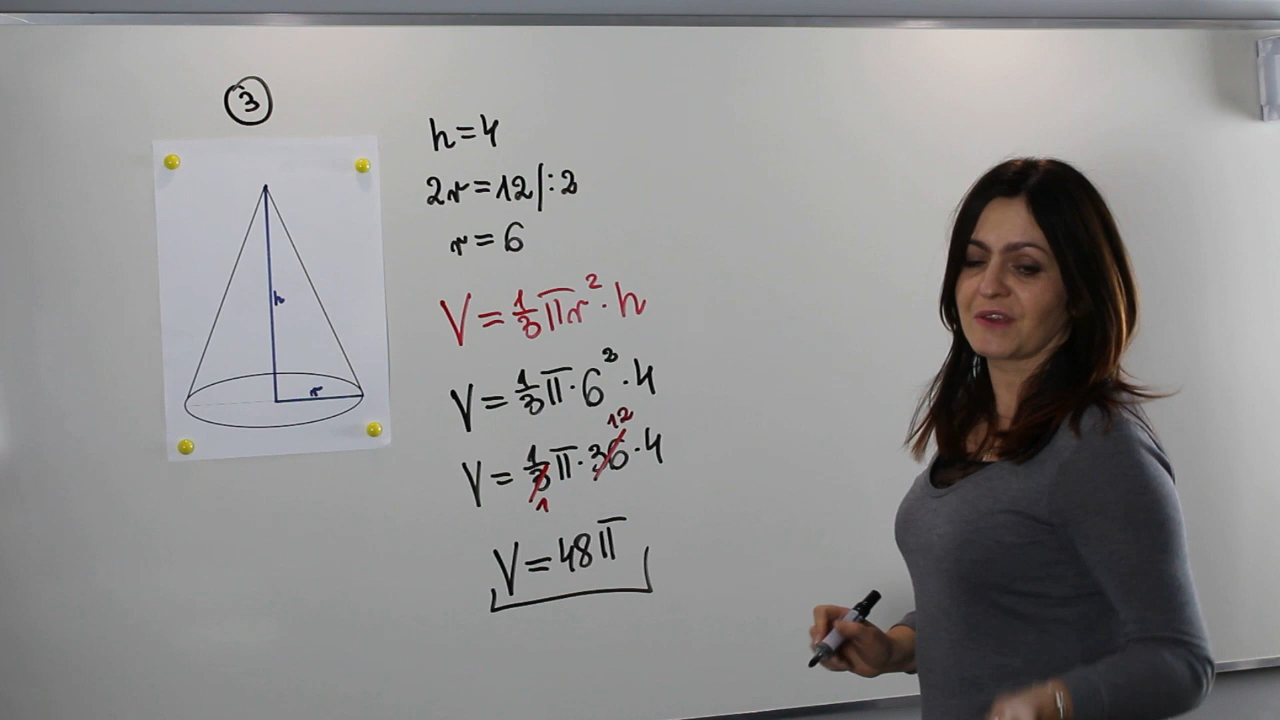 3
h
r
h=4
2r=12/:2
r=6
V=1/3πr²·h
V=1/3π·6²·4
12
V=1/3π·36·4
1
V=48π